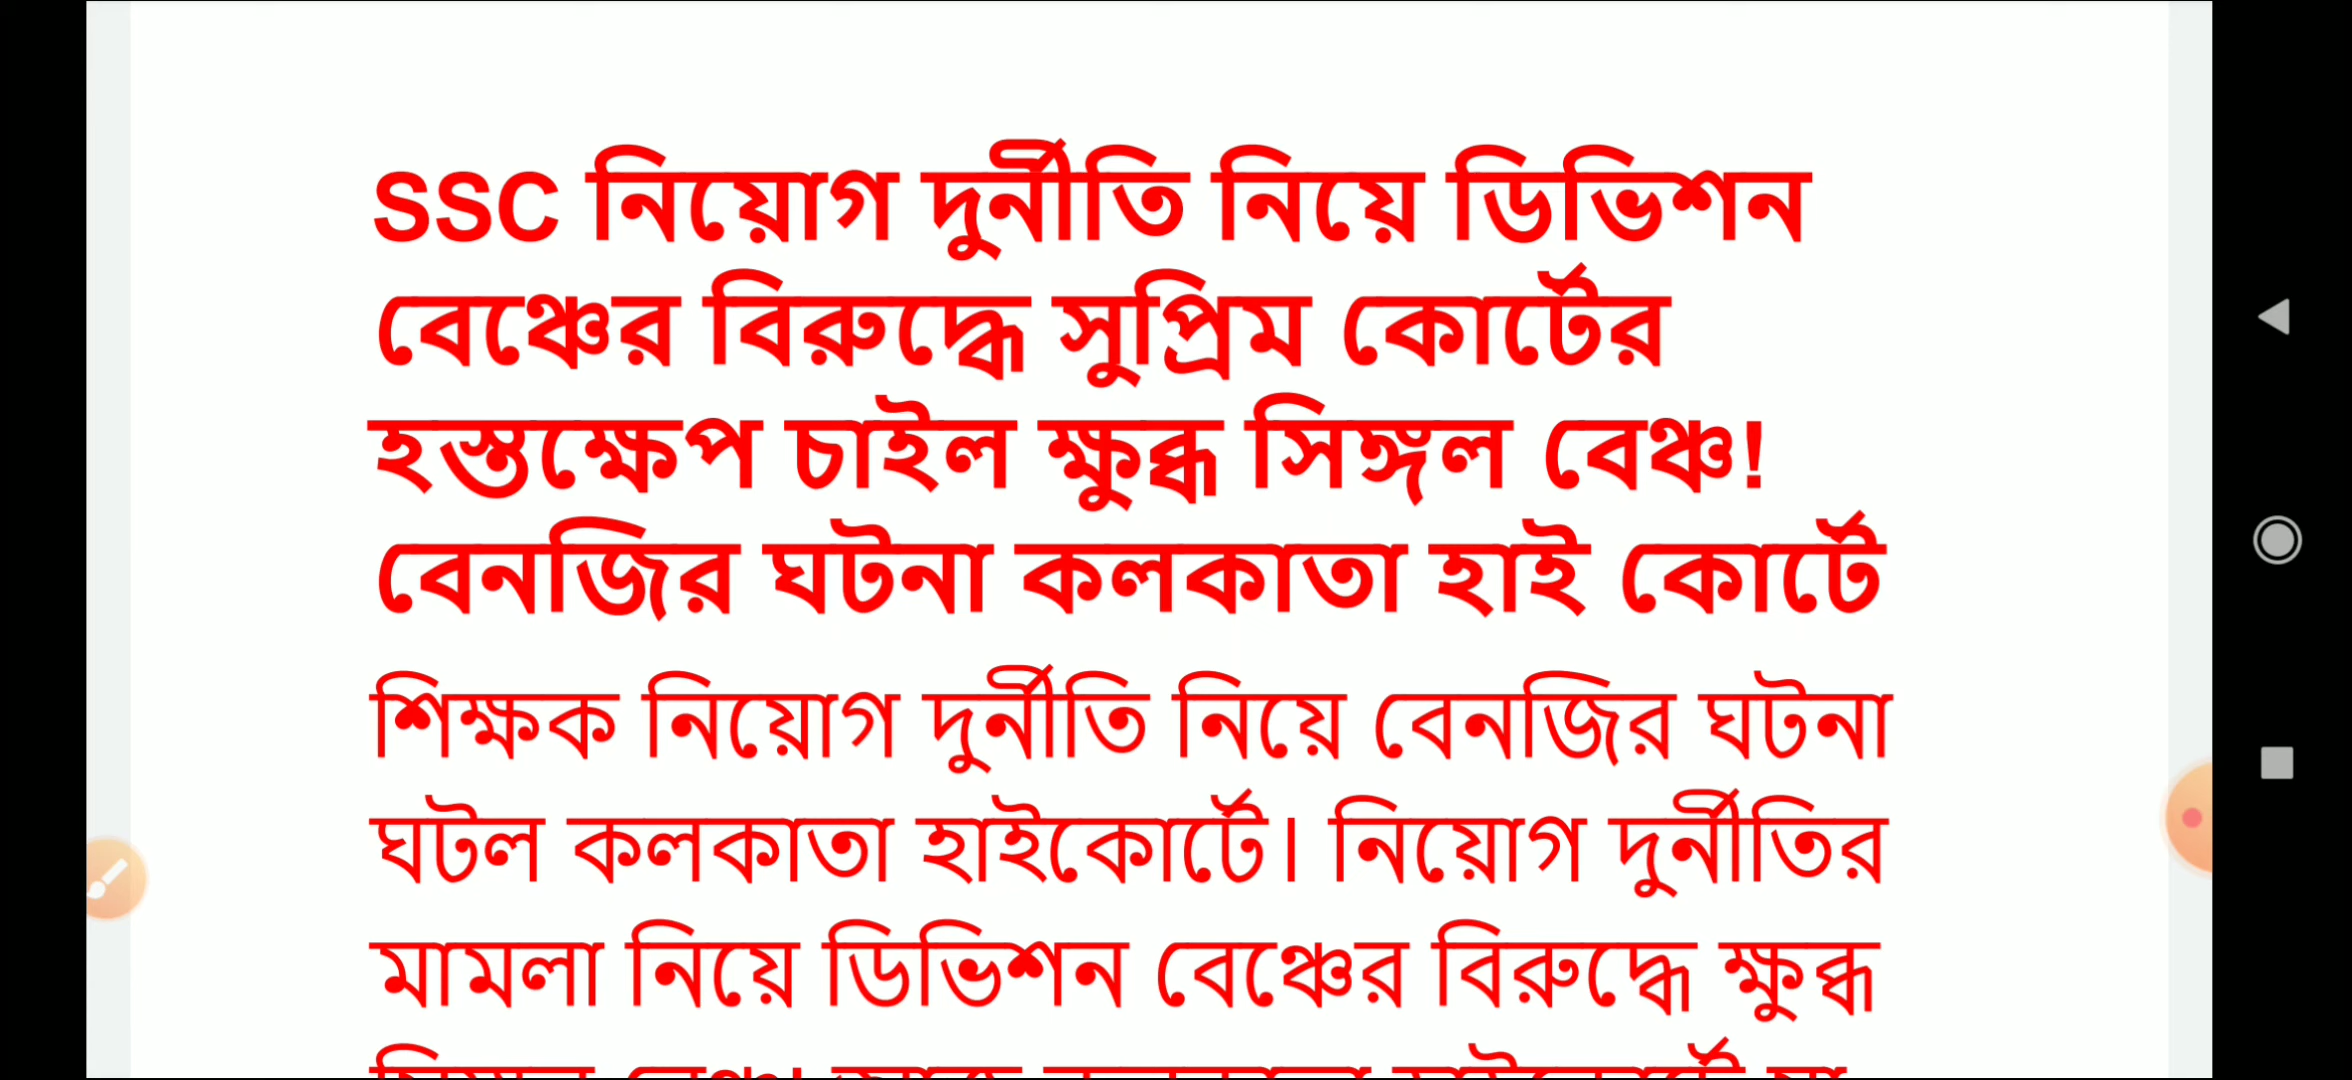 SSC নিয়োগ দুর্নীতি নিয়ে ডিভিশন
বেঞ্চের বিরুদ্ধে সুপ্রিম কোর্টের
হস্তক্ষেপ চাইল ক্ষুব্ধ সিঙ্গল বেঞ্চ!
বেনজির ঘটনা কলকাতা হাই কোর্টে
শিক্ষক নিয়োগ দুর্নীতি নিয়ে বেনজির ঘটনা
ঘটল কলকাতা হাইকোর্টে। নিয়োগ দুর্নীতির
মামলা নিয়ে ডিভিশন বেঞ্চের বিরুদ্ধে ক্ষুব্ধ